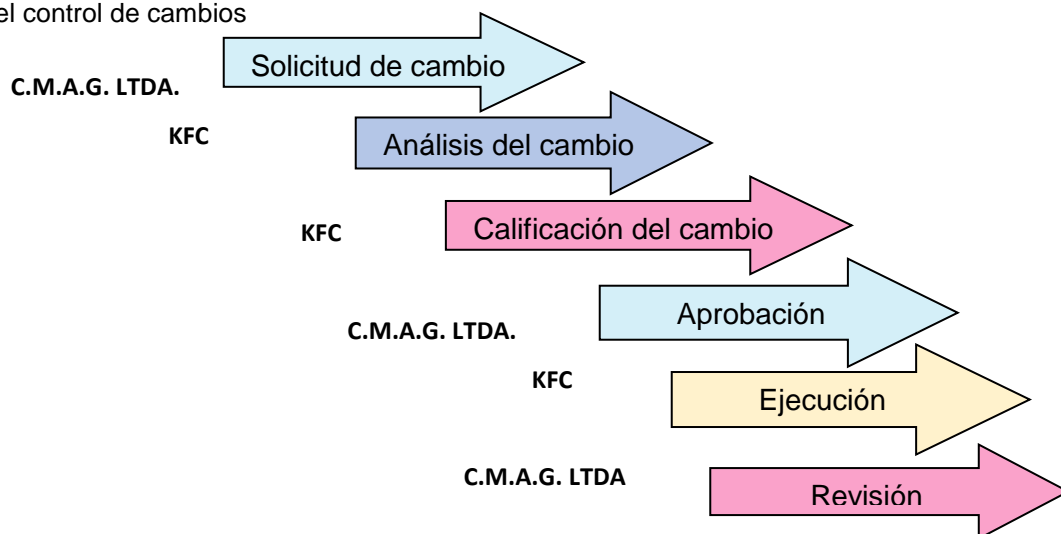 el control de cambios
Solicitud de cambio
C.M.A.G. LTDA.
KFC
Análisis del cambio
KFC
Calificación del cambio
C.M.A.G. LTDA.
Aprobación
KFC
Ejecución
C.M.A.G. LTDA
Revisión